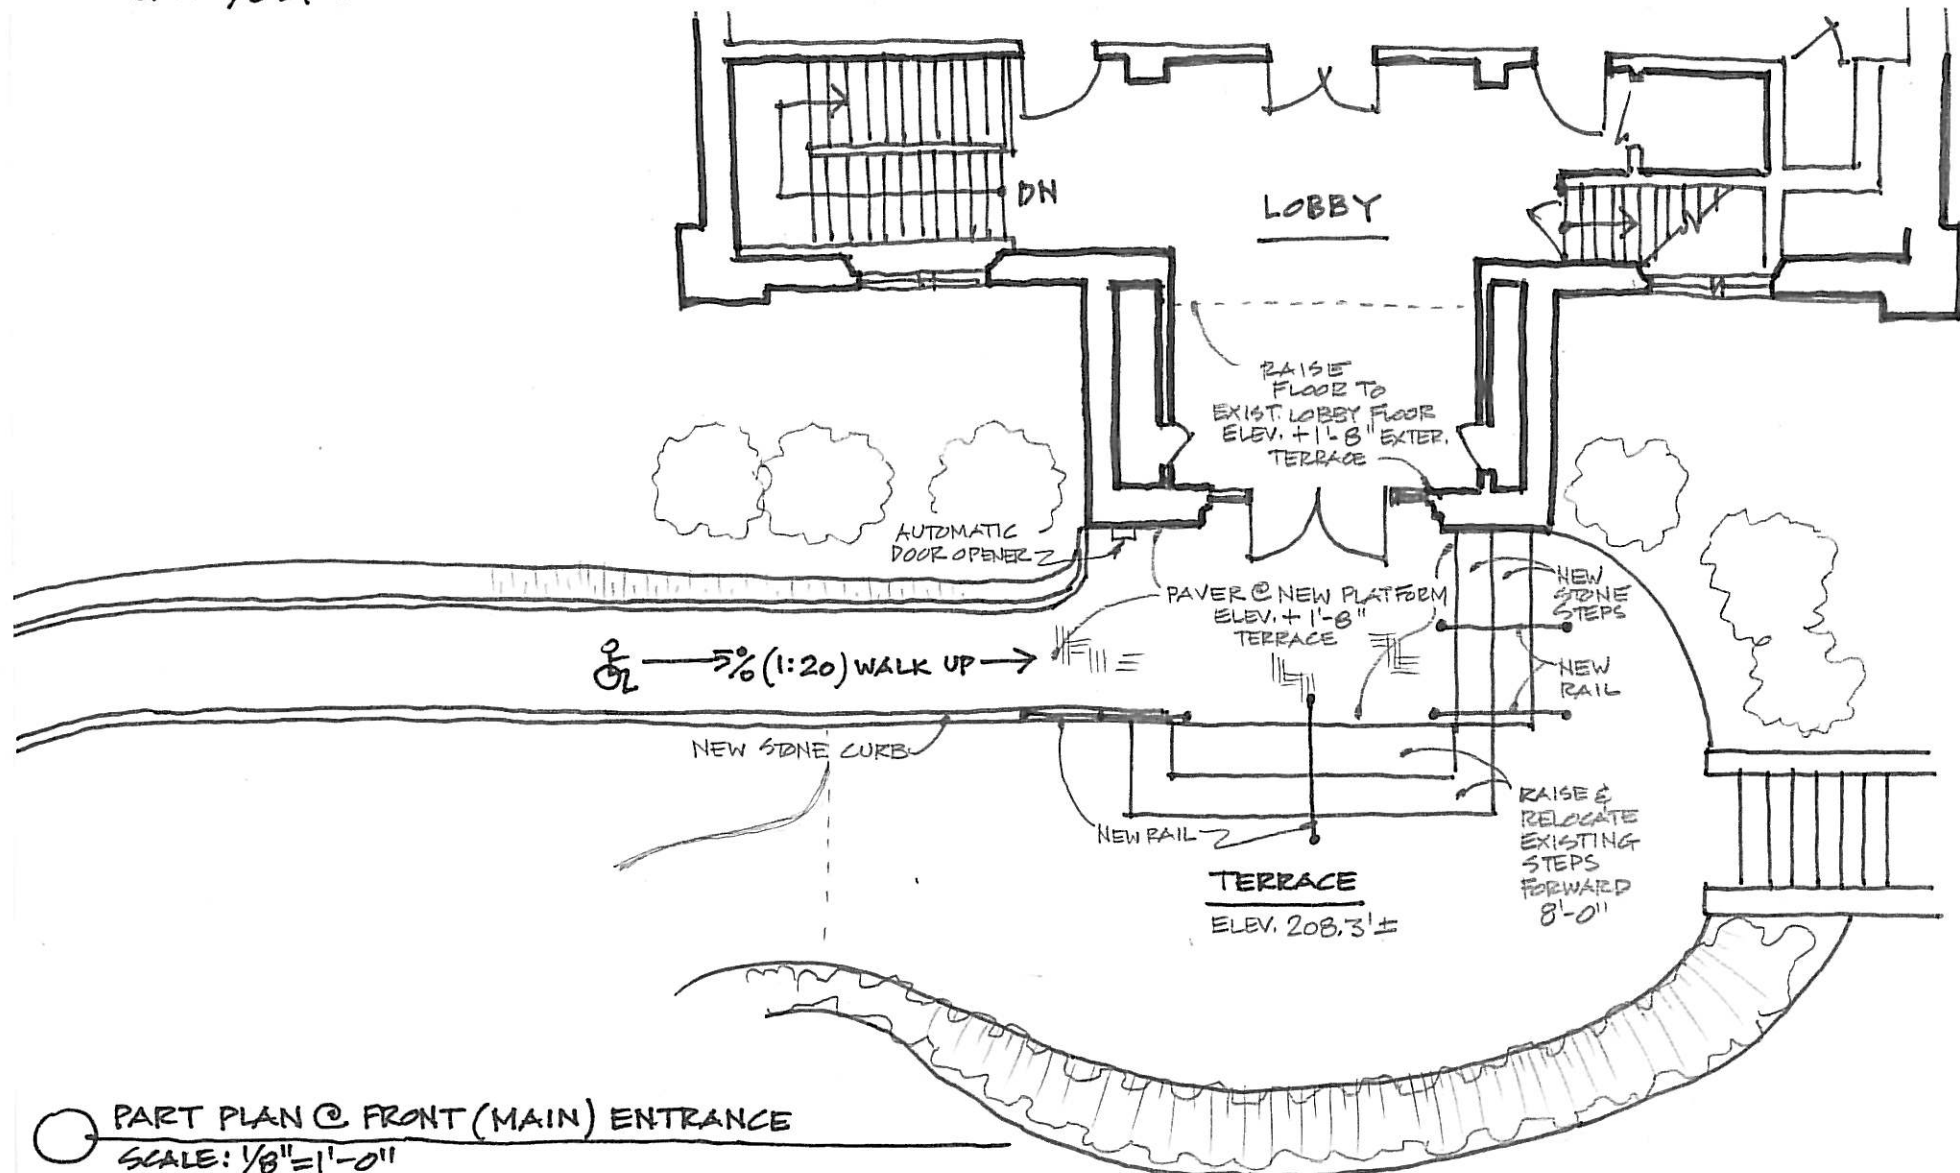 DN
LOBBY
RAISE
FLOOR TO
EXIST. LOBBY FLOOR
ELEV. + 1'-8" EXTER.
TERRACE
AUTOMATIC
DOOR OPENER
PAVER @ NEW PLATFORM
ELEV. + 1'-8"
TERRACE
NEW
STONE
STEPS
5% (1:20) WALK UP
NEW
RAIL
NEW STONE CURB
NEW RAIL
RAISE &
RELOCATE
EXISTING
STEPS
FORWARD
8'-0"
TERRACE
ELEV. 208.3'±
PART PLAN @ FRONT (MAIN) ENTRANCE
SCALE: 1/8"=1'-0"